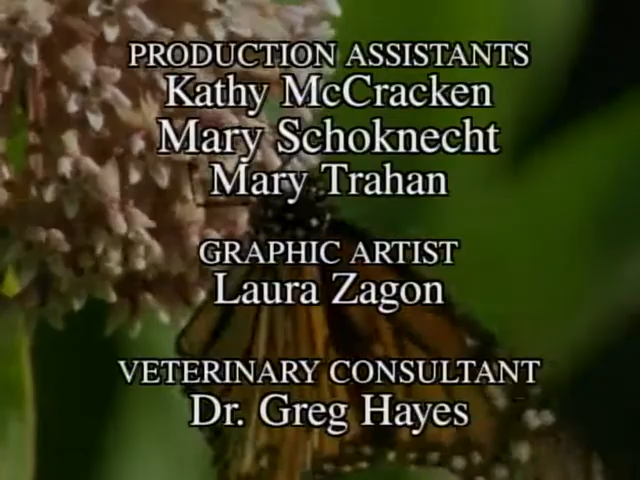 PRODUCTION ASSISTANTS
Kathy McCracken
Mary Schoknecht
Mary Trahan
GRAPHIC ARTIST
Laura Zagon
VETERINARY CONSULTANT
Dr. Greg Hayes